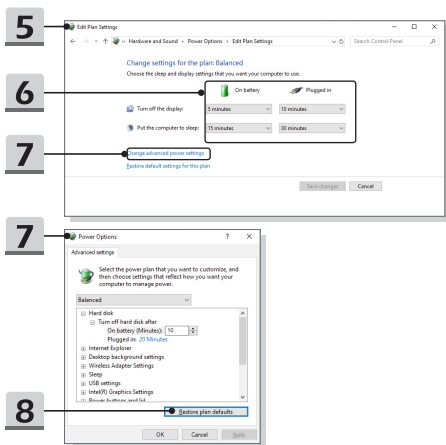 5
Edit Plan Settings
Hardware and Sound > Power Options > Edit Plan Settings
Search Control Panel
Change settings for the plan: Balanced
Choose the sleep and display settings that you want your computer to use.
6
On battery
Plugged in
Turn off the display:
5 minutes
10 minutes
Put the computer to sleep:
15 minutes
30 minutes
7
Change advanced power settings
Restore default settings for this plan
Save changes
Cancel
7
Power Options
?
Advanced settings
Select the power plan that you want to customize, and
then choose settings that reflect how you want your
computer to manage power.
Balanced
Hard disk
Turn off hard disk after
On battery (Minutes): 10
Plugged in: 20 Minutes
Internet Explorer
Desktop background settings
Wireless Adapter Settings
Sleep
USB settings
Intel(R) Graphics Settings
Power buttons and lid
8
Restore plan defaults
OK
Cancel
Apply